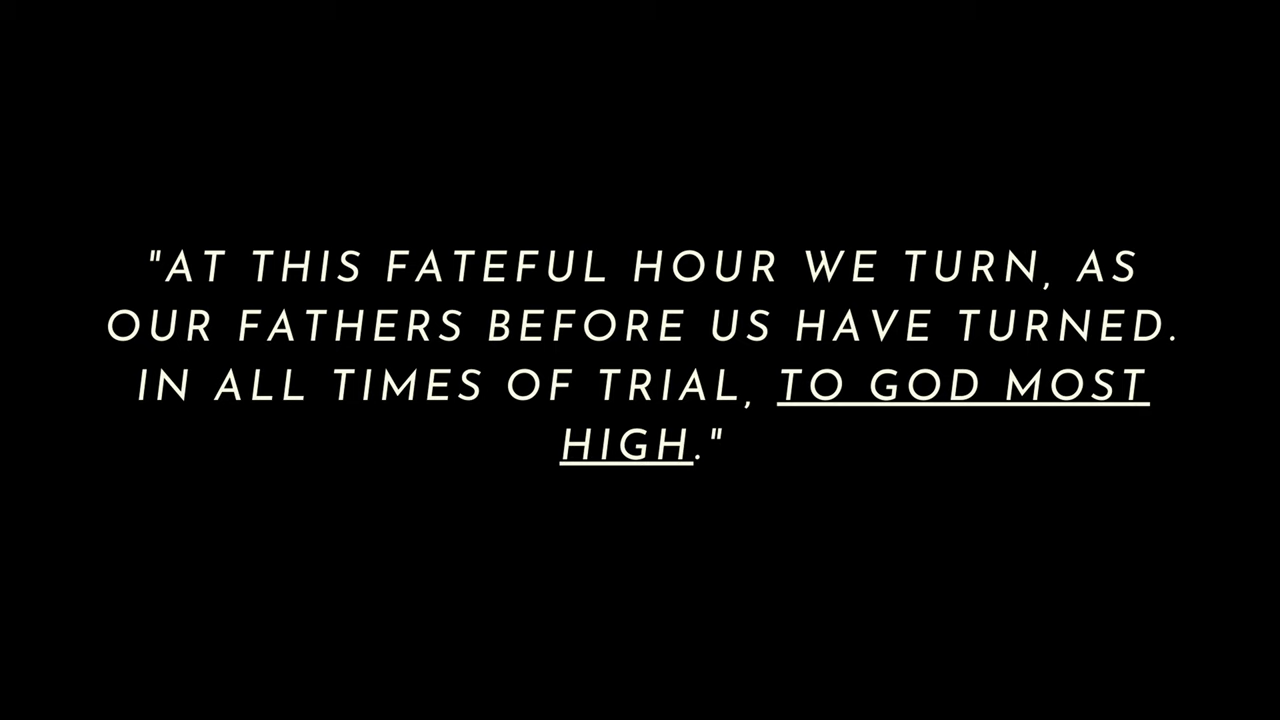 "AT THIS FATEFUL HOUR WE TURN, AS
OUR FATHERS BEFORE US HAVE TURNED.
IN ALL TIMES OF TRIAL, TO GOD MOST
HIGH."